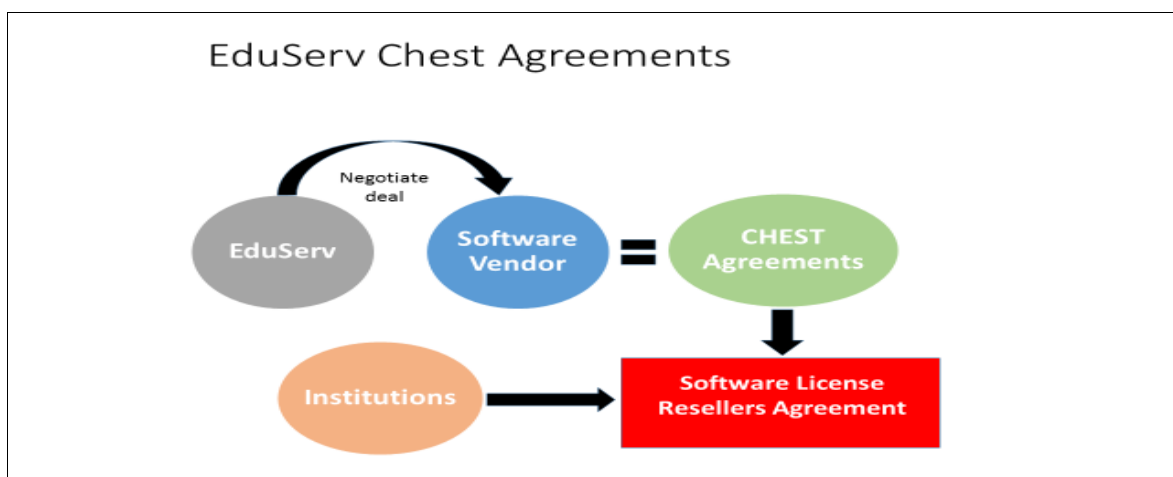 EduServ Chest Agreements
Negotiate
deal
EduServ
Software
Vendor
CHEST
Agreements
Institutions
Software License
Resellers Agreement